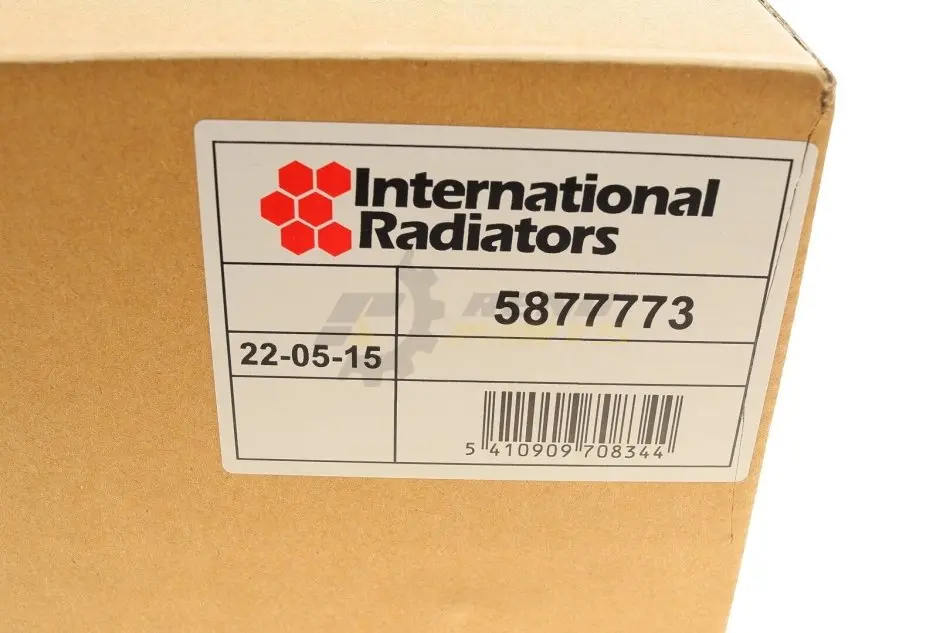 International
Radiators
5877773
22-05-15
5 410909 708344